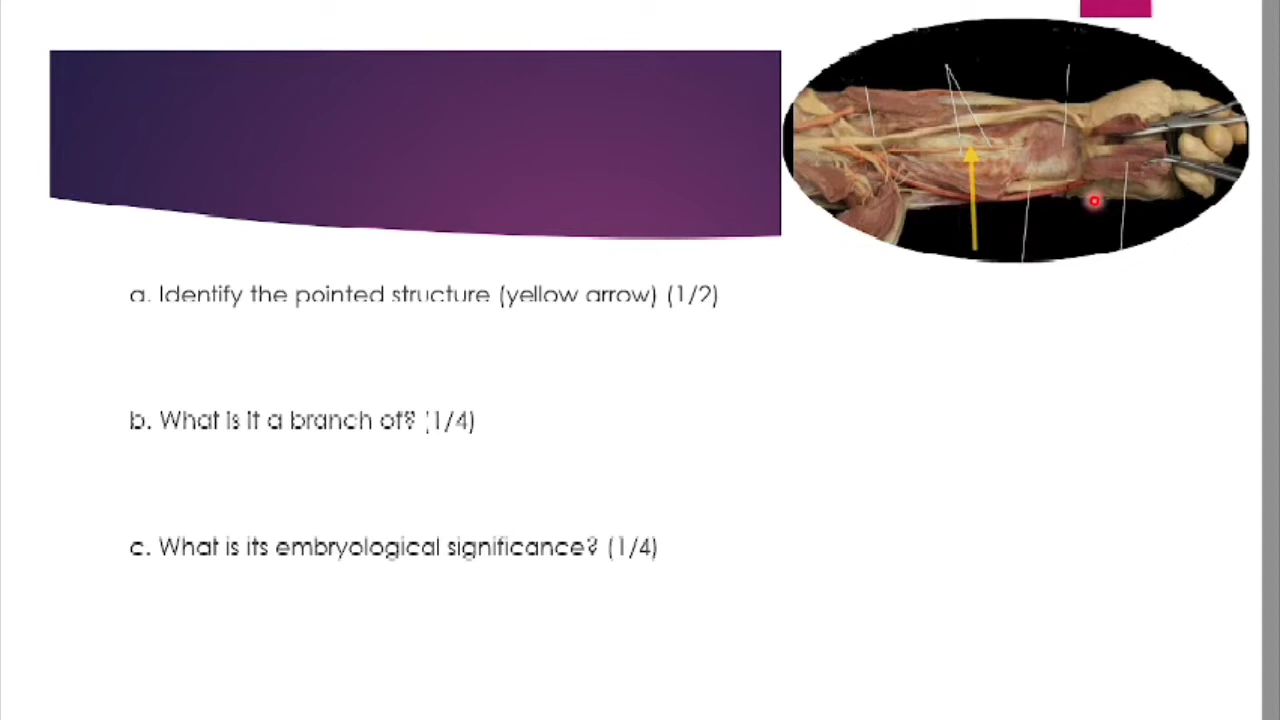 a. Identify the pointed structure (yellow arrow) (1/2)
b. What is it a branch of? (1/4)
c. What is its embryological significance? (1/4)